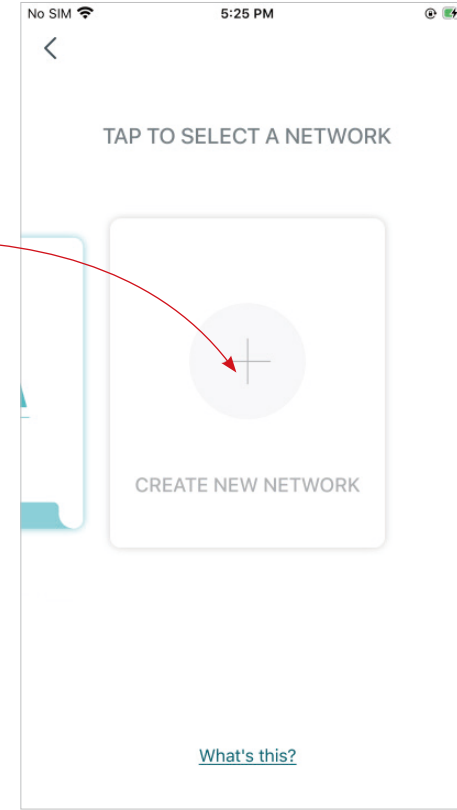 No SIM 5:25 PM
TAP TO SELECT A NETWORK
CREATE NEW NETWORK
What's this?